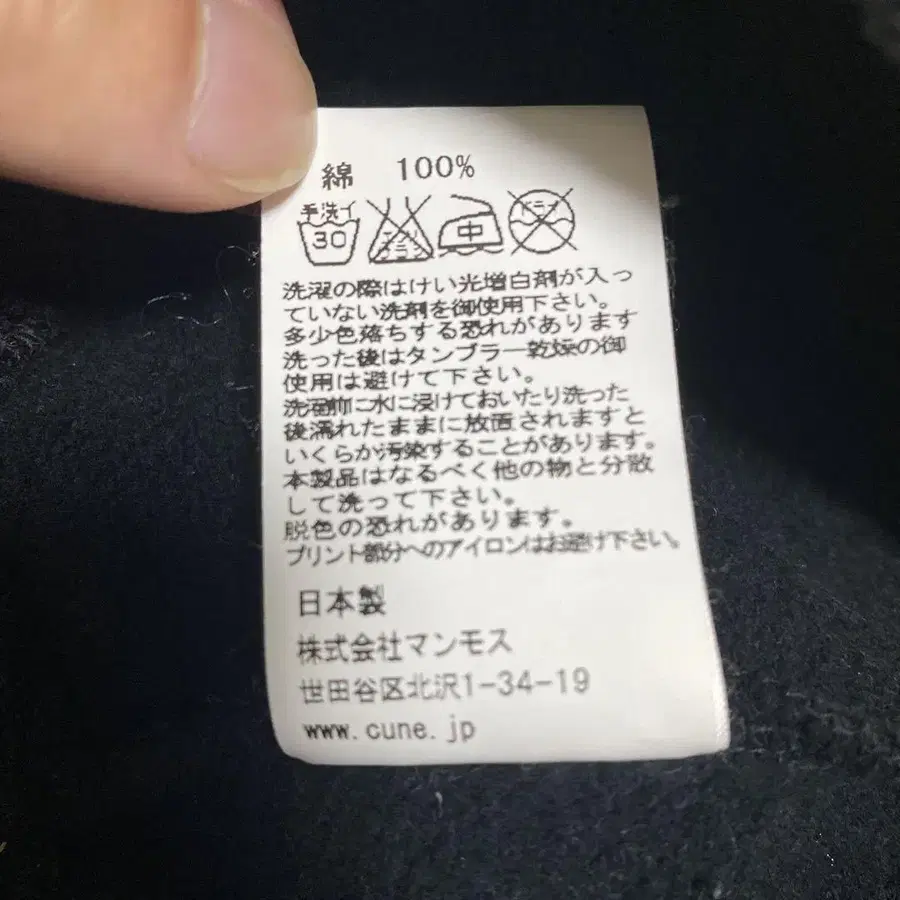 綿 100%
手洗イ
30
エンソ
サラシ
中
ドライ
洗濯の際はけい光増白剤が入っ
ていない洗剤を御使用下さい。
多少色落ちする恐れがあります
洗った後はタンブラー乾燥の御
使用は避けて下さい。
洗濯前に水に浸けておいたり洗った
後濡れたままに放置されますと
いくらか汚染することがあります。
本製品はなるべく他の物と分散
して洗って下さい。
脱色の恐れがあります。
プリント部分へのアイロンはお避け下さい。
日本製
株式会社マンモス
世田谷区北沢1-34-19
www.cune.jp